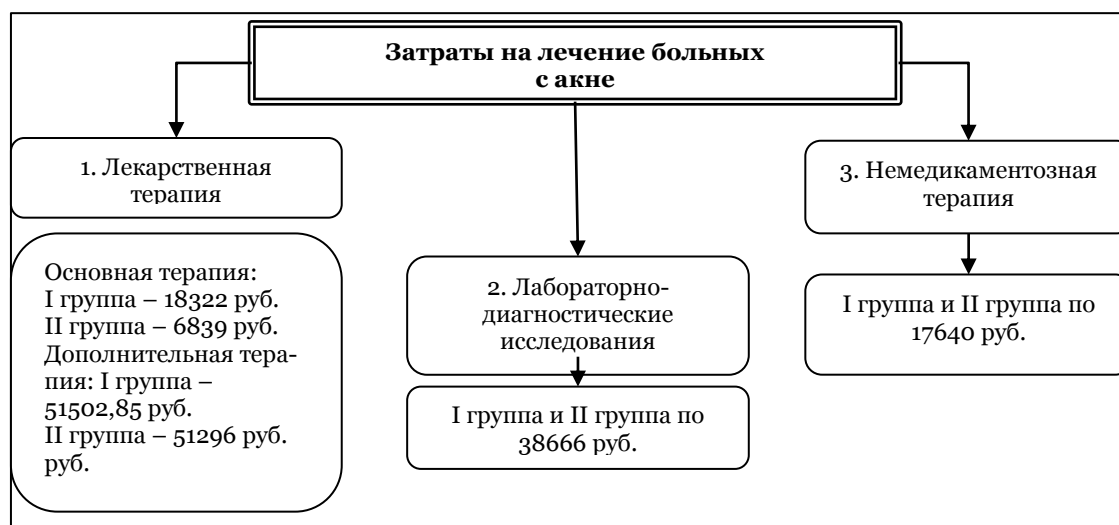 Затраты на лечение больных
с акне
1. Лекарственная
терапия
Основная терапия:
I группа – 18322 руб.
II группа – 6839 руб.
Дополнительная тера-
пия: I группа –
51502,85 руб.
II группа – 51296 руб.
руб.
2. Лабораторно-
диагностические
исследования
I группа и II группа по
38666 руб.
3. Немедикаментозная
терапия
I группа и II группа по
17640 руб.